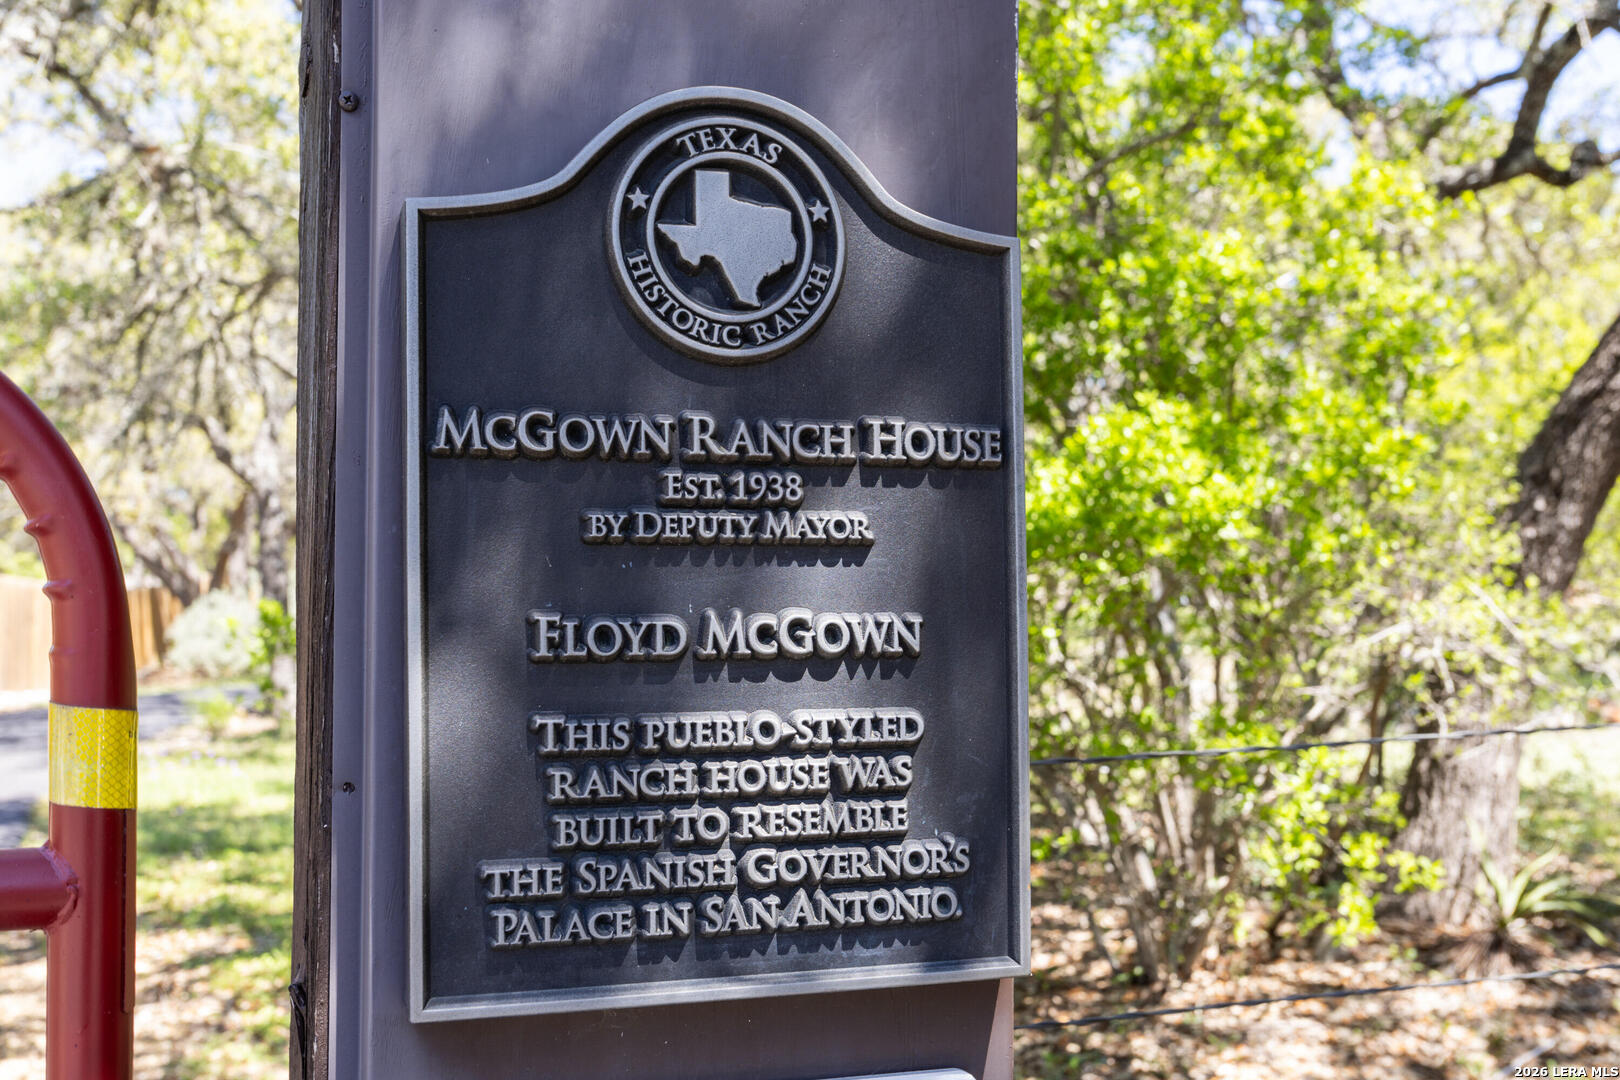 TEXAS
HISTORIC RANCH
McGown Ranch House
Est. 1938
by Deputy Mayor
Floyd McGown
This pueblo-styled
ranch house was
built to resemble
the Spanish Governor's
Palace in San Antonio.
2026 LERA MLS